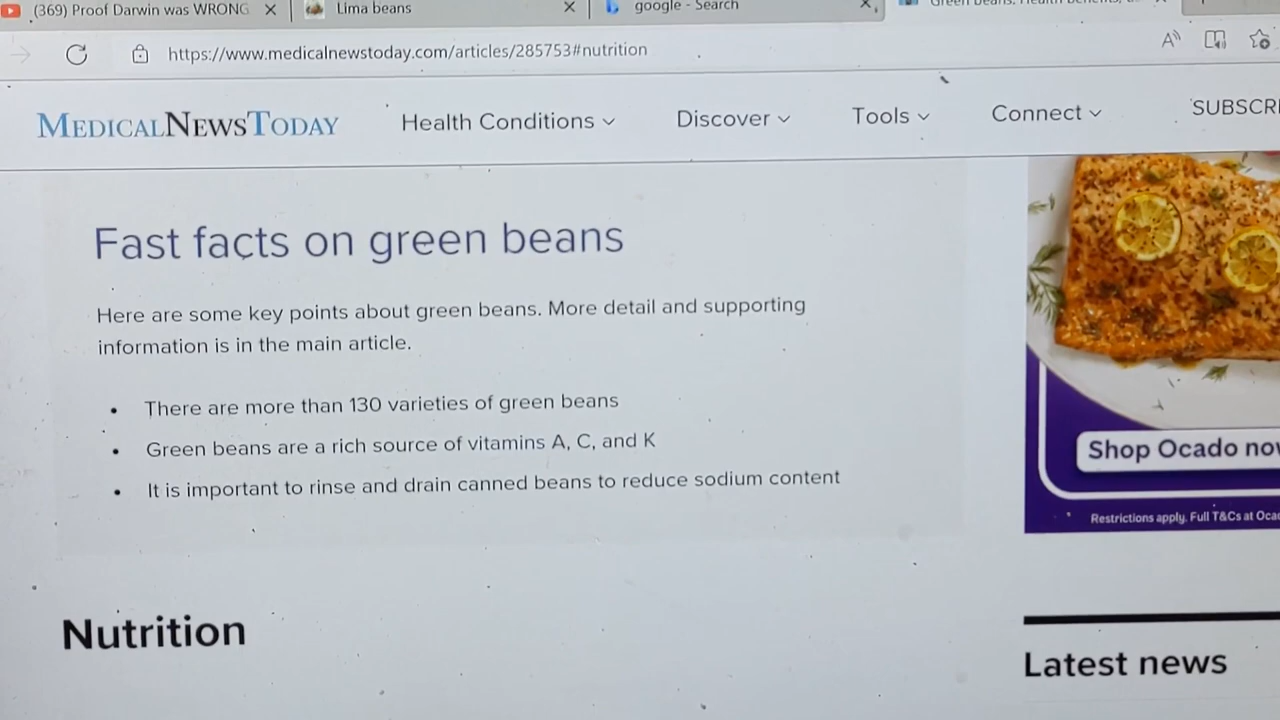 (369) Proof Darwin was WRONG
Lima beans
google - Search
https://www.medicalnewstoday.com/articles/285753#nutrition
MEDICALNEWSTODAY
Health Conditions
Discover
Tools
Connect
SUBSCRI
Fast facts on green beans
Here are some key points about green beans. More detail and supporting
information is in the main article.
• There are more than 130 varieties of green beans
• Green beans are a rich source of vitamins A, C, and K
• It is important to rinse and drain canned beans to reduce sodium content
Shop Ocado now
Restrictions apply. Full T&Cs at Oca
Nutrition
Latest news